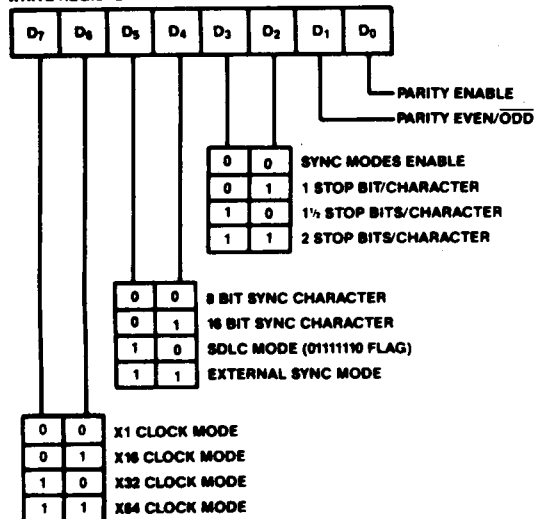 D7 D6 D5 D4 D3 D2 D1 D0
PARITY ENABLE
PARITY EVEN/ODD
0 0 SYNC MODES ENABLE
0 1 1 STOP BIT/CHARACTER
1 0 1½ STOP BITS/CHARACTER
1 1 2 STOP BITS/CHARACTER
0 0 8 BIT SYNC CHARACTER
0 1 16 BIT SYNC CHARACTER
1 0 SDLC MODE (01111110 FLAG)
1 1 EXTERNAL SYNC MODE
0 0 X1 CLOCK MODE
0 1 X16 CLOCK MODE
1 0 X32 CLOCK MODE
1 1 X64 CLOCK MODE